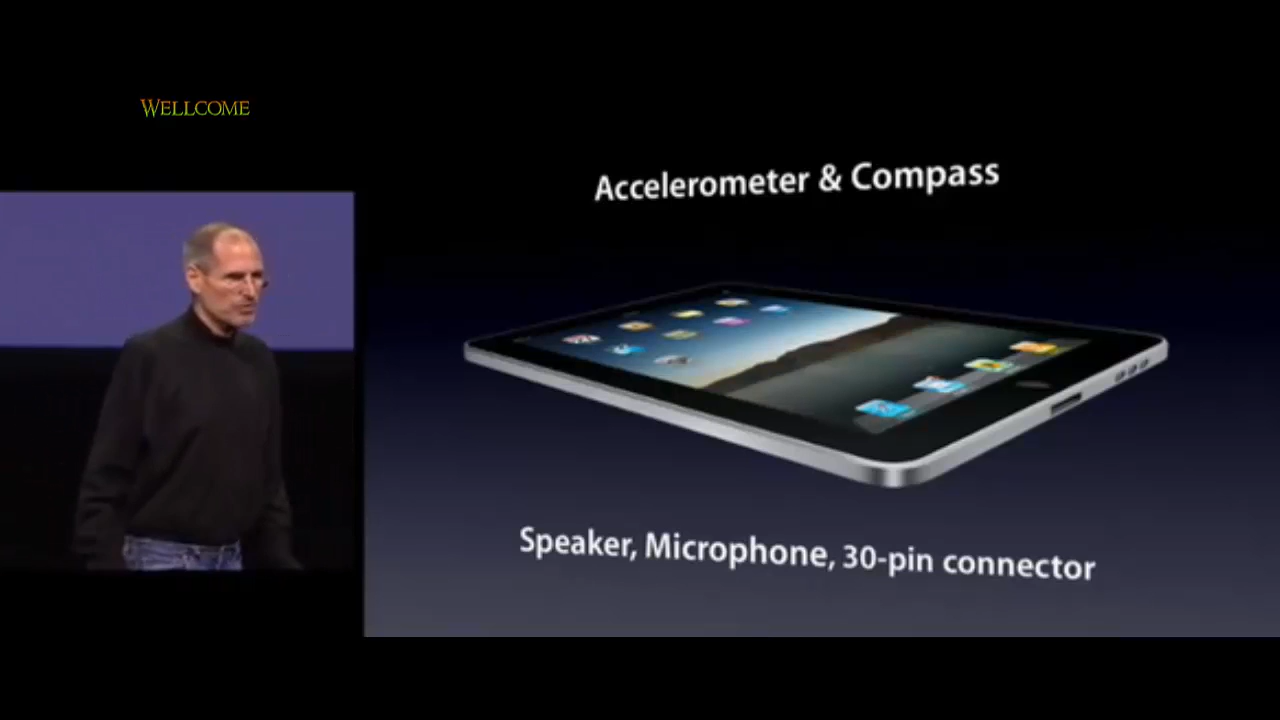 WELLCOME
Accelerometer & Compass
Speaker, Microphone, 30-pin connector